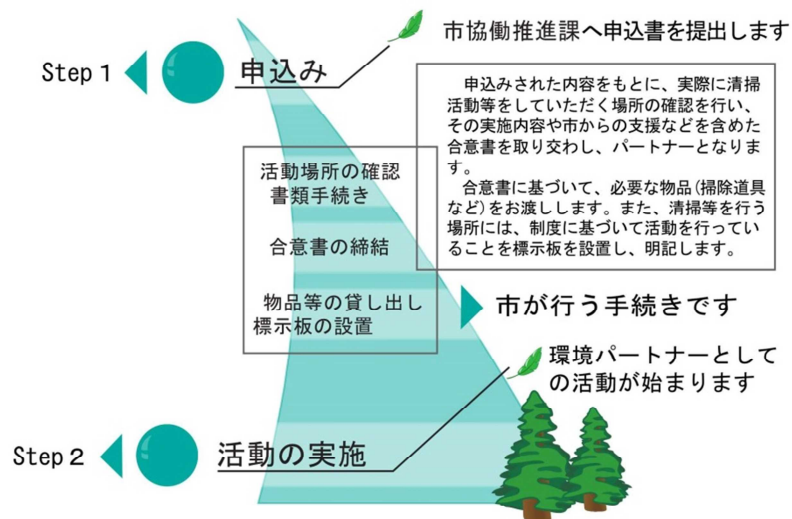 市協働推進課へ申込書を提出します
Step 1
申込み
申込みされた内容をもとに、実際に清掃
活動等をしていただく場所の確認を行い、
その実施内容や市からの支援などを含めた
合意書を取り交わし、パートナーとなりま
す。
合意書に基づいて、必要な物品(掃除道具
など)をお渡しします。また、清掃等を行う
場所には、制度に基づいて活動を行ってい
ることを標示板を設置し、明記します。
活動場所の確認
書類手続き
合意書の締結
物品等の貸し出し
標示板の設置
市が行う手続きです
環境パートナーとして
の活動が始まります
Step 2
活動の実施